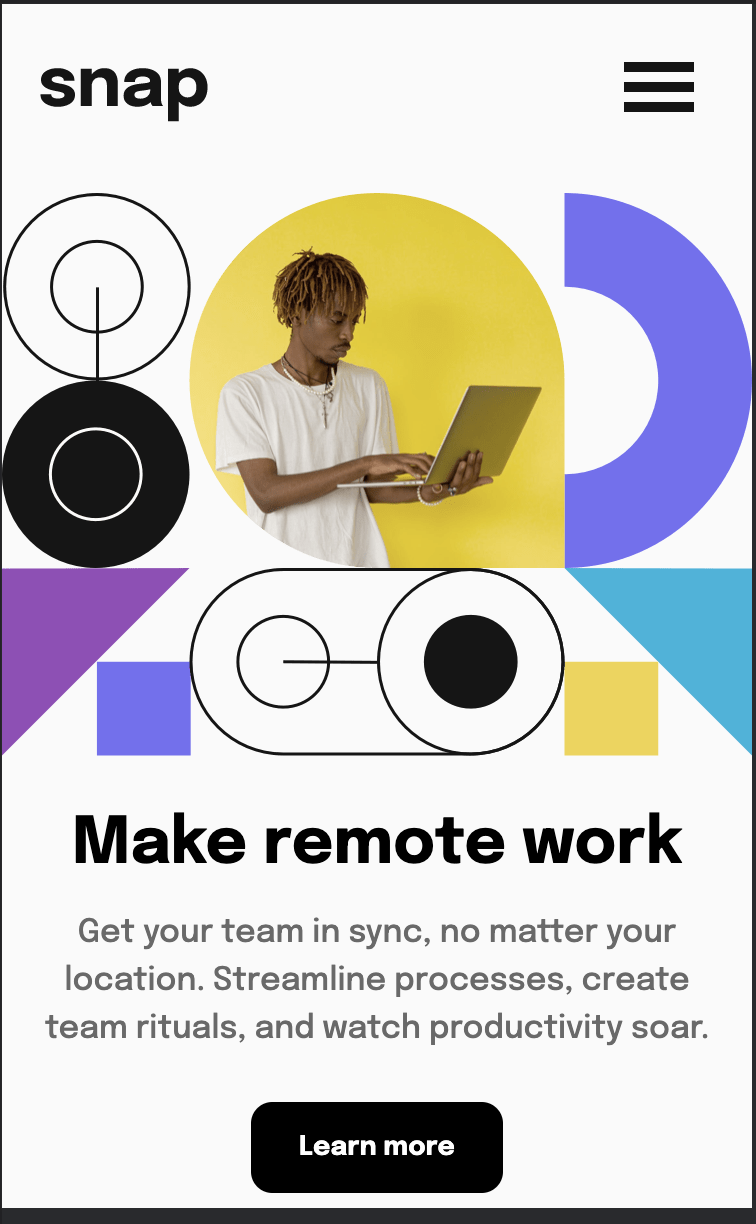 snap
Make remote work
Get your team in sync, no matter your
location. Streamline processes, create
team rituals, and watch productivity soar.
Learn more